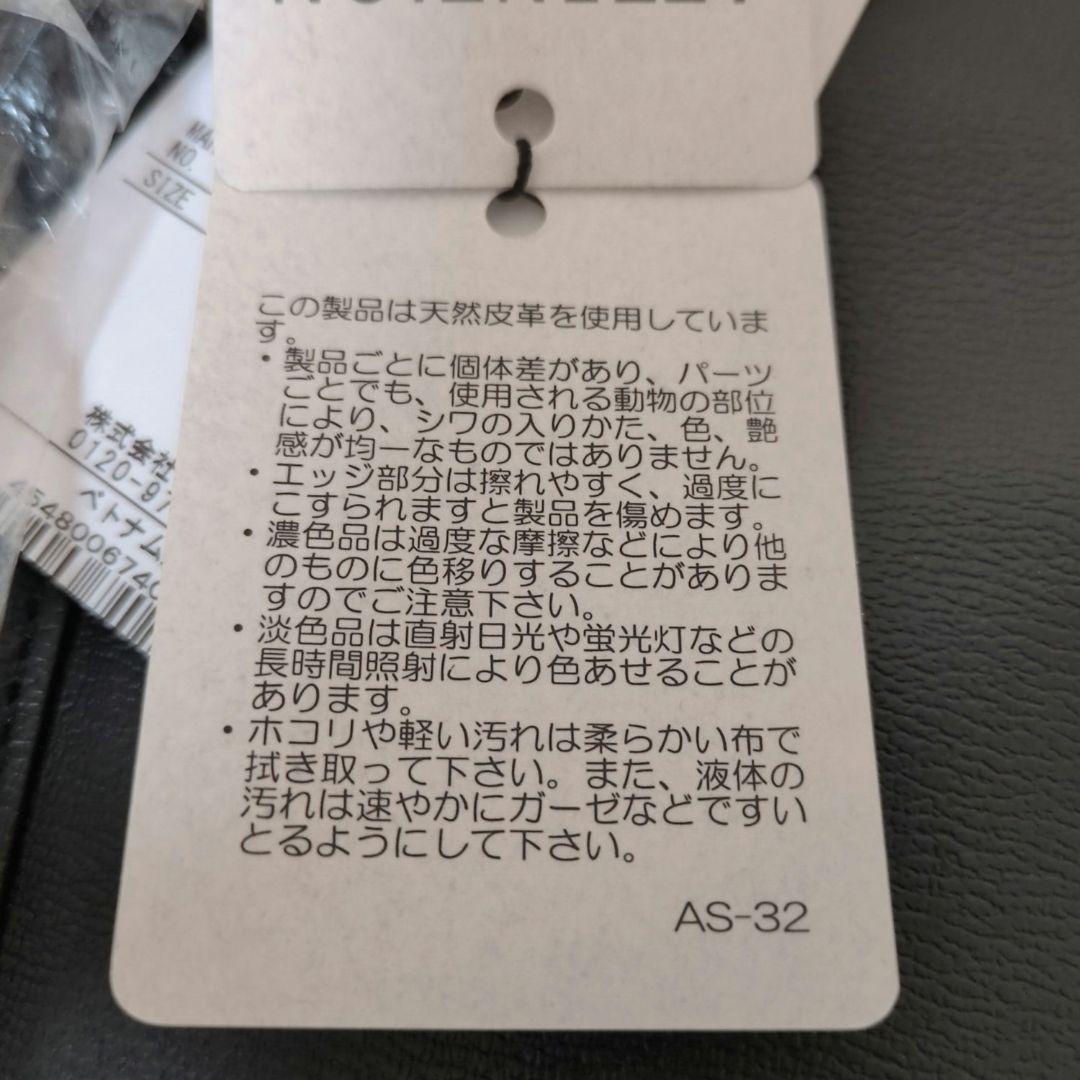 NO.
SIZE
株式会社
0120-97
ベトナム
この製品は天然皮革を使用していま
す。
・製品ごとに個体差があり、パーツ
ごとでも、使用される動物の部位
により、シワの入りかた、色、艶
感が均一なものではありません。
・エッジ部分は擦れやすく、過度に
こすられますと製品を傷めます。
・濃色品は過度な摩擦などにより他
のものに色移りすることがありま
すのでご注意下さい。
・淡色品は直射日光や蛍光灯などの
長時間照射により色あせることが
あります。
・ホコリや軽い汚れは柔らかい布で
拭き取って下さい。また、液体の
汚れは速やかにガーゼなどですい
とるようにして下さい。
AS-32